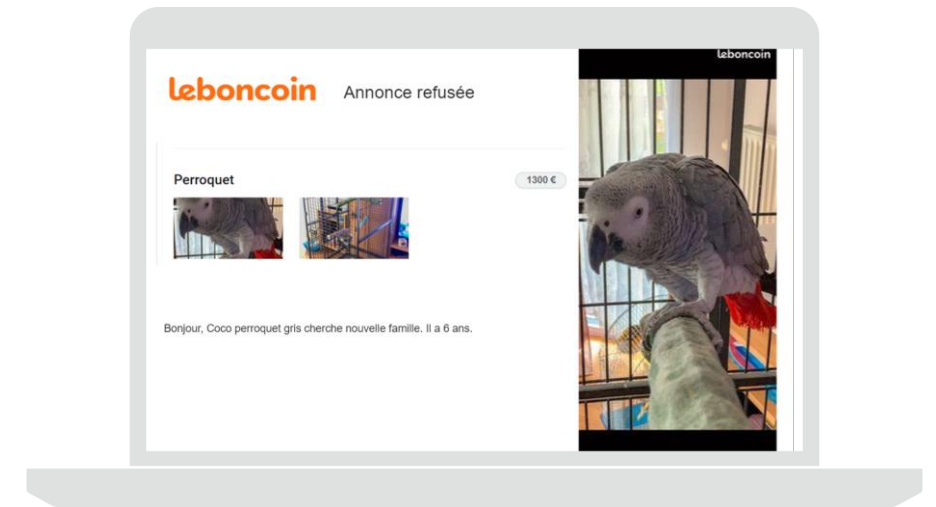 leboncoin
leboncoin Annonce refusée
Perroquet 1300 €
Bonjour, Coco perroquet gris cherche nouvelle famille. Il a 6 ans.